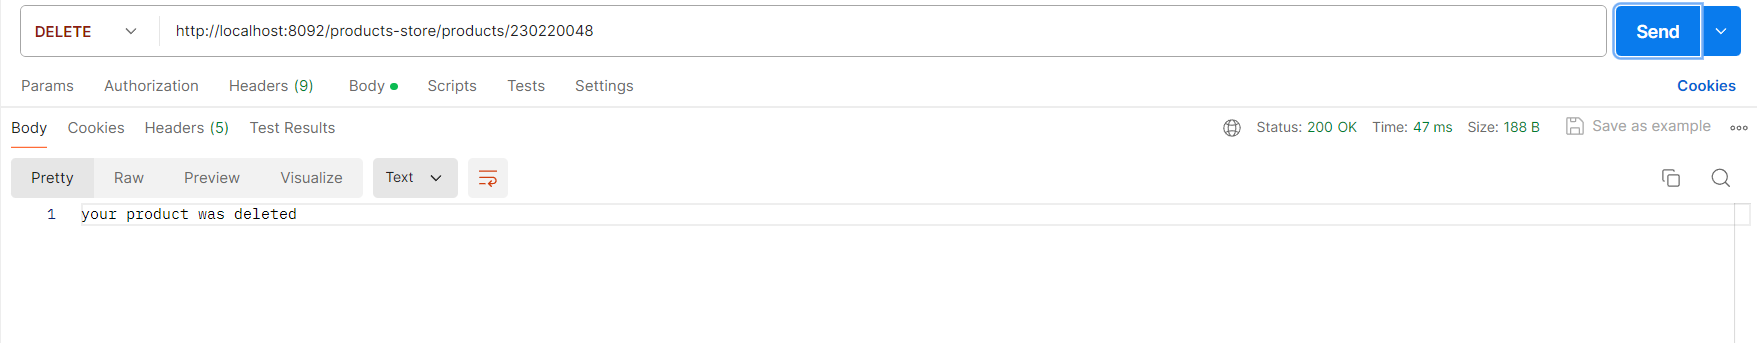 DELETE http://localhost:8092/products-store/products/230220048 Send
Params Authorization Headers (9) Body Scripts Tests Settings Cookies
Body Cookies Headers (5) Test Results Status: 200 OK Time: 47 ms Size: 188 B Save as example
Pretty Raw Preview Visualize Text
1 your product was deleted